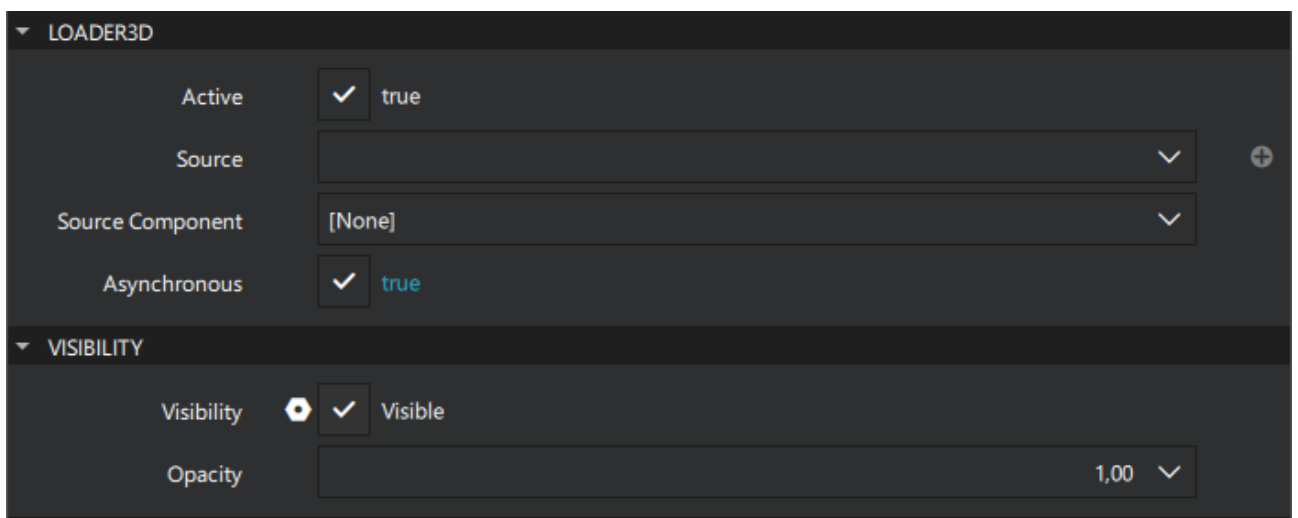 LOADER3D
Active true
Source
Source Component [None]
Asynchronous true
VISIBILITY
Visibility Visible
Opacity 1,00